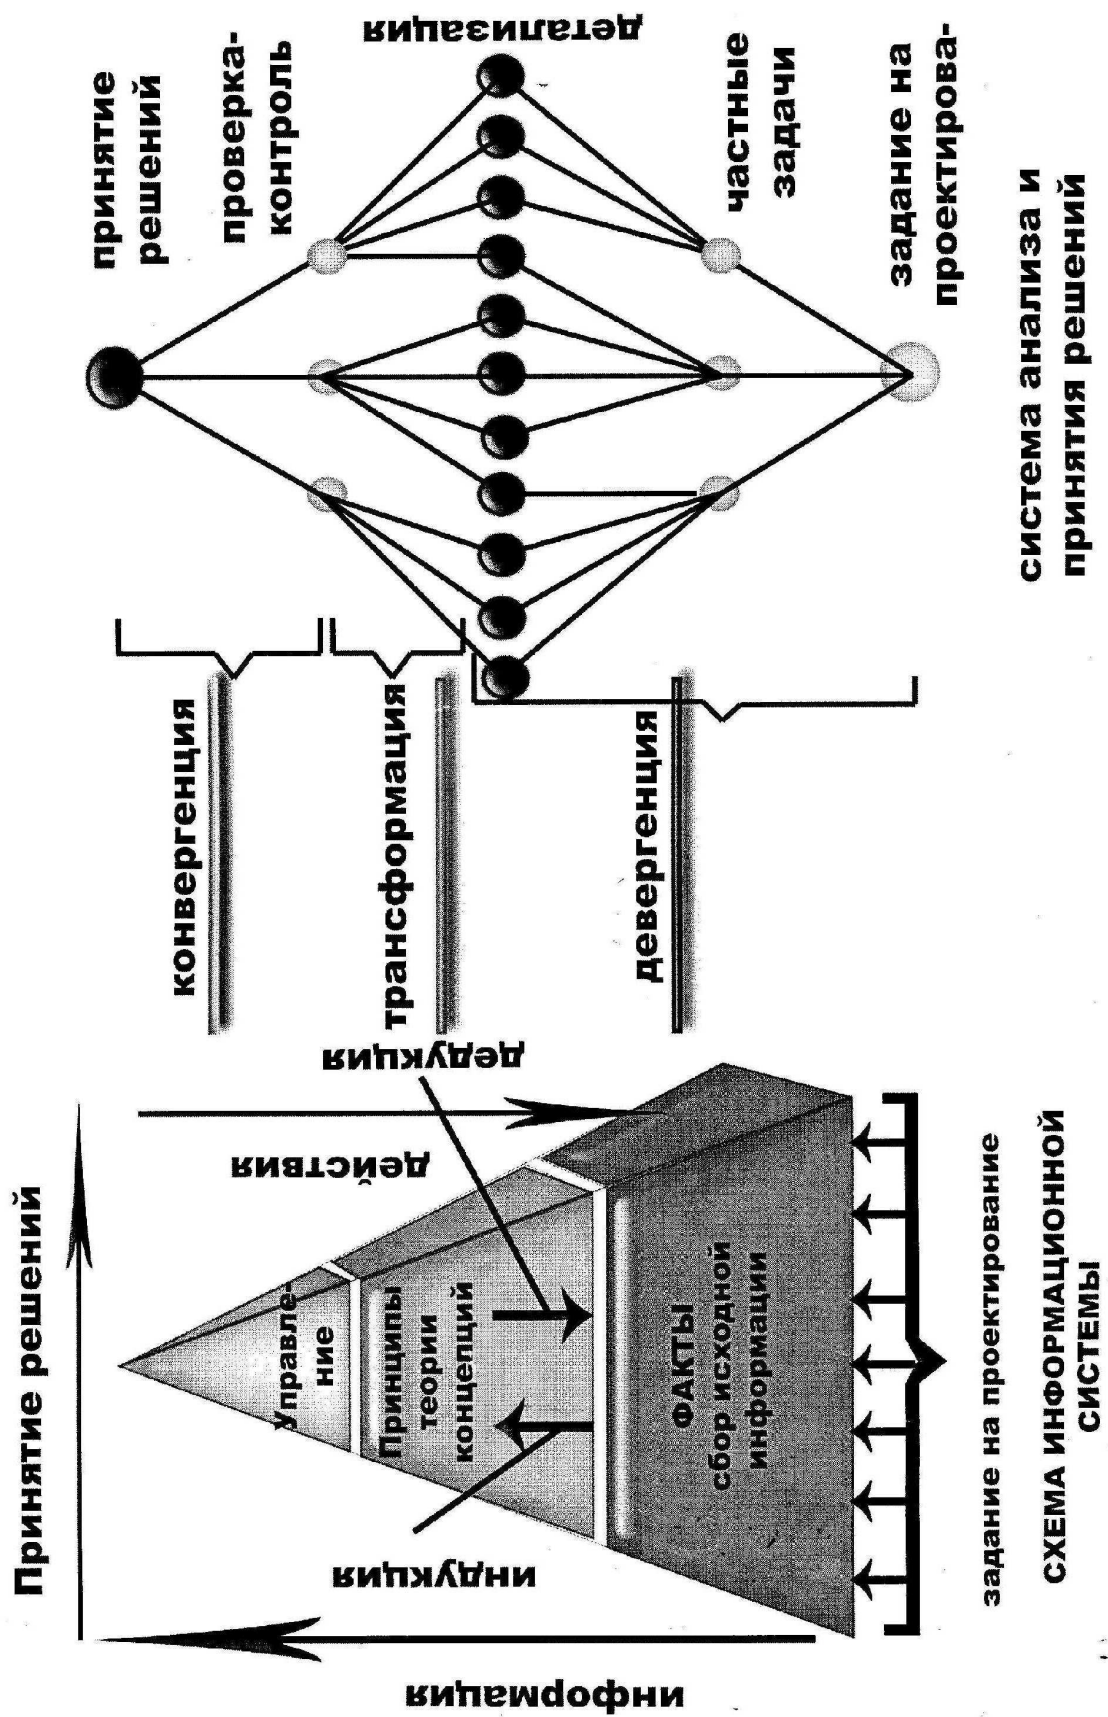 Принятие решений
информация
действия
Управле-
ние
Принципы
теории
концепций
индукция
дедукция
ФАКТЫ
сбор исходной
информации
задание на проектирование
СХЕМА ИНФОРМАЦИОННОЙ
СИСТЕМЫ
конвергенция
трансформация
девергенция
принятие
решений
проверка-
контроль
детализация
частные
задачи
задание на
проектирова-
система анализа и
принятия решений